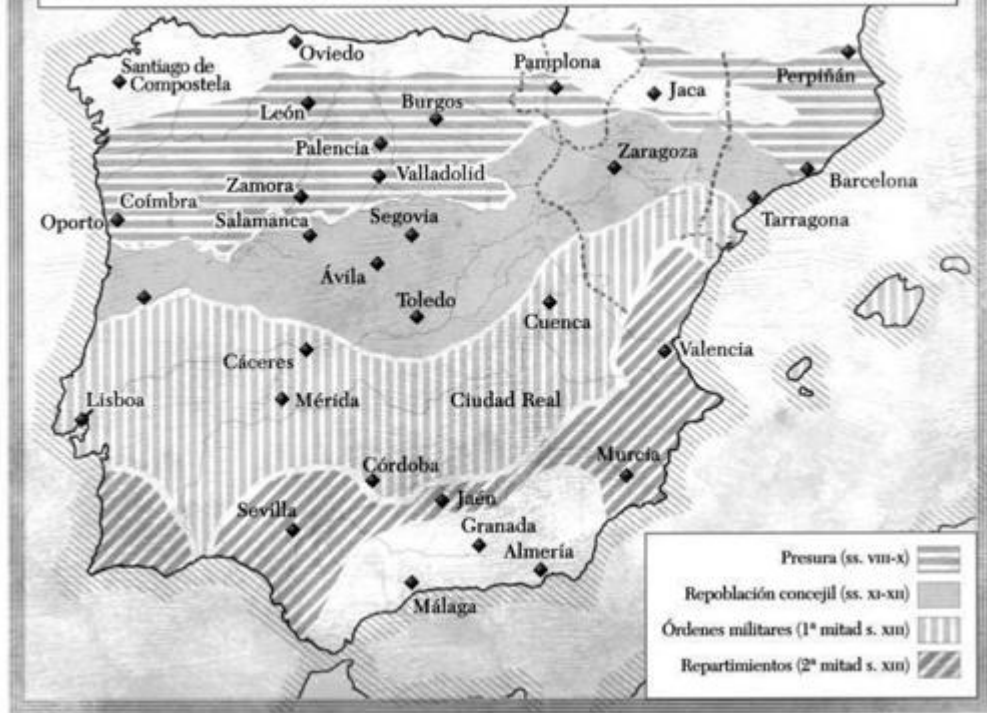 Oviedo
Santiago de
Compostela
Pamplona
Perpiñán
León
Burgos
Jaca
Palencia
Zaragoza
Valladolid
Zamora
Barcelona
Coímbra
Oporto
Salamanca
Segovia
Tarragona
Ávila
Toledo
Cuenca
Cáceres
Valencia
Lisboa
Mérida
Ciudad Real
Córdoba
Murcia
Jaén
Sevilla
Granada
Almería
Málaga
Presura (ss. VIII-X)
Repoblación concejil (ss. XI-XII)
Órdenes militares (1ª mitad s. XIII)
Repartimientos (2ª mitad s. XIII)